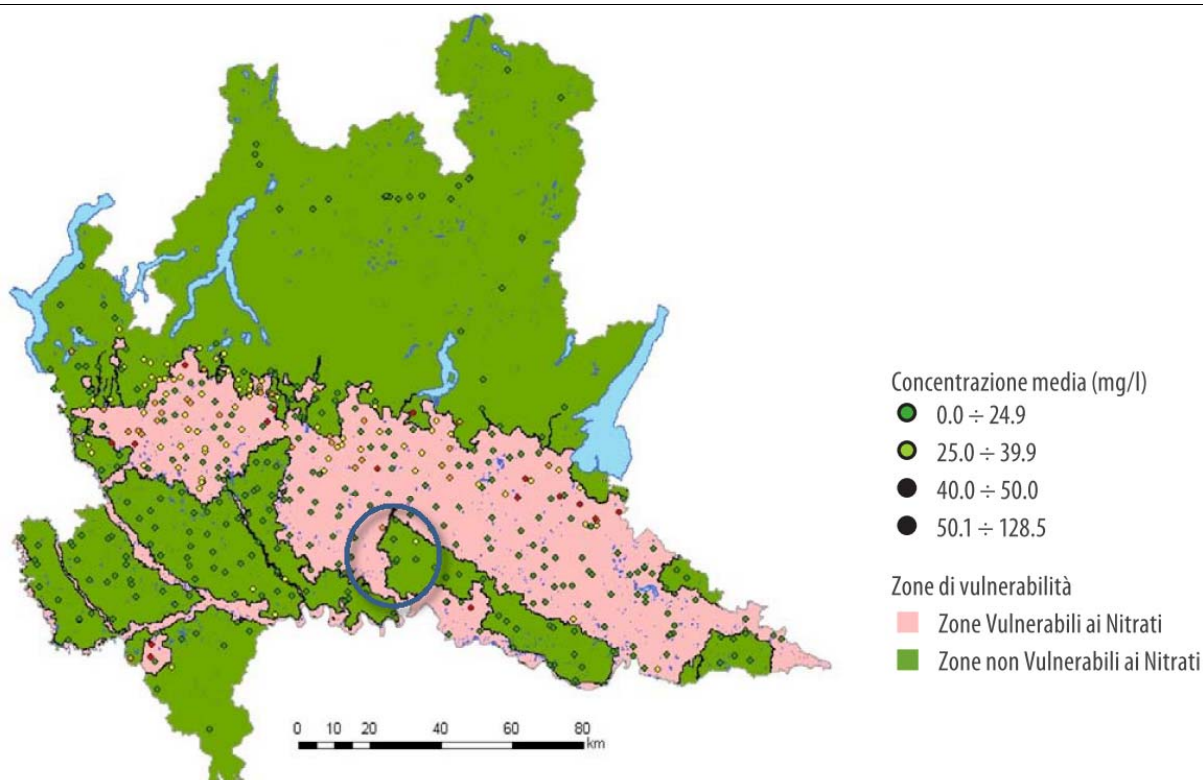 Concentrazione media (mg/l)
0.0 ÷ 24.9
25.0 ÷ 39.9
40.0 ÷ 50.0
50.1 ÷ 128.5
Zone di vulnerabilità
Zone Vulnerabili ai Nitrati
Zone non Vulnerabili ai Nitrati
0 10 20 40 60 80
km